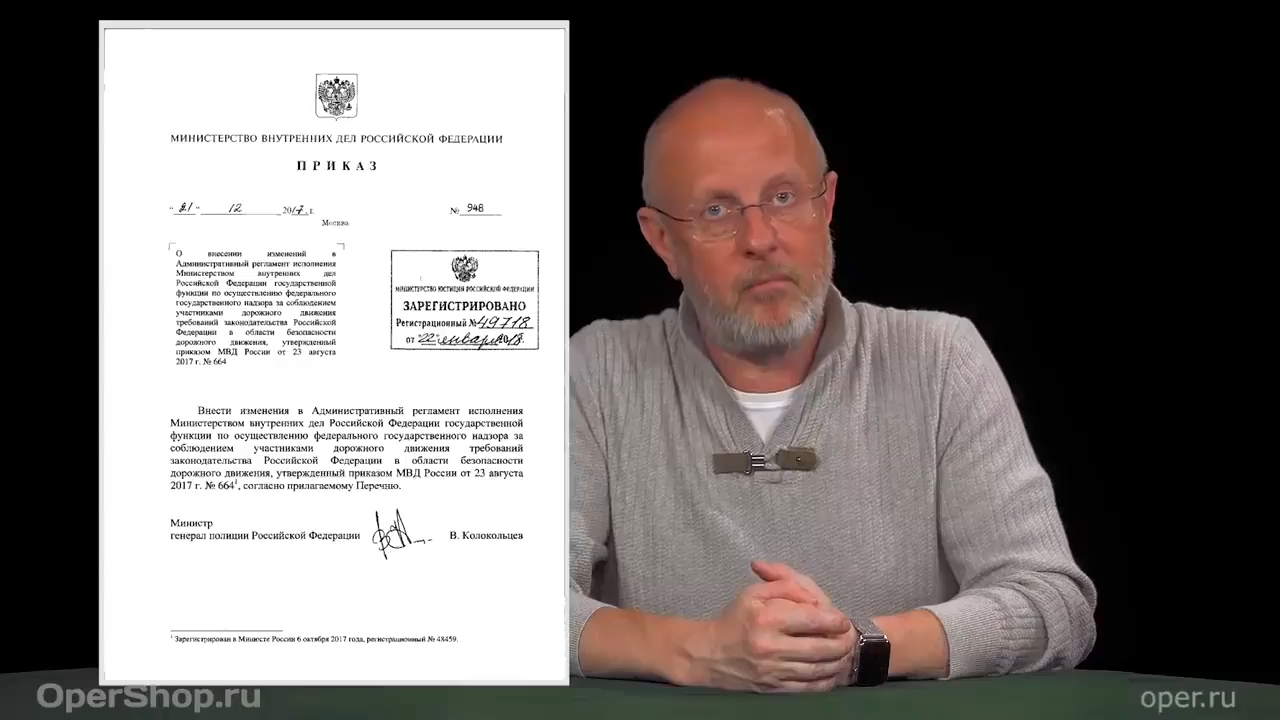 МИНИСТЕРСТВО ВНУТРЕННИХ ДЕЛ РОССИЙСКОЙ ФЕДЕРАЦИИ
ПРИКАЗ
"21" 12 2017 г.
№ 948
Москва
О внесении изменений в
Административный регламент исполнения
Министерством внутренних дел
Российской Федерации государственной
функции по осуществлению федерального
государственного надзора за соблюдением
участниками дорожного движения
требований законодательства Российской
Федерации в области безопасности
дорожного движения, утвержденный
приказом МВД России от 23 августа
2017 г. № 664
МИНИСТЕРСТВО ЮСТИЦИИ РОССИЙСКОЙ ФЕДЕРАЦИИ
ЗАРЕГИСТРИРОВАНО
Регистрационный № 49718
от "22" января 2018.
Внести изменения в Административный регламент исполнения
Министерством внутренних дел Российской Федерации государственной
функции по осуществлению федерального государственного надзора за
соблюдением участниками дорожного движения требований
законодательства Российской Федерации в области безопасности
дорожного движения, утвержденный приказом МВД России от 23 августа
2017 г. № 664¹, согласно прилагаемому Перечню.
Министр
генерал полиции Российской Федерации В. Колокольцев
¹ Зарегистрирован в Минюсте России 6 октября 2017 года, регистрационный № 48459.
OperShop.ru
oper.ru